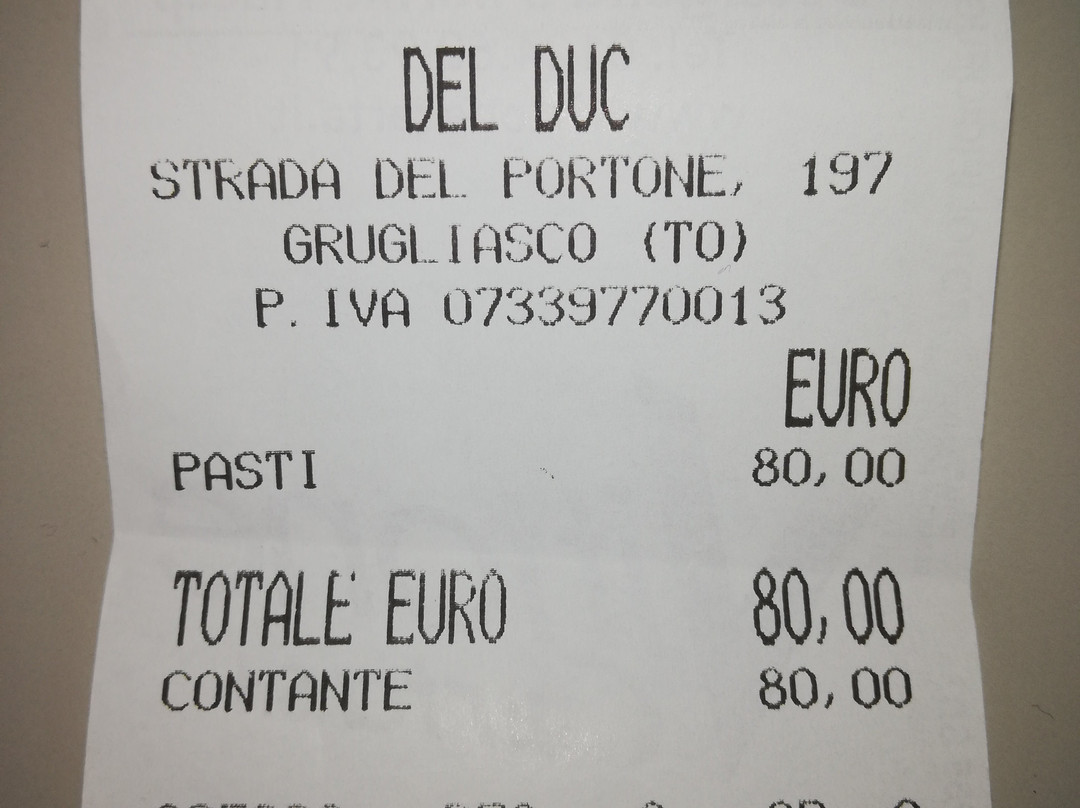 DEL DUC
STRADA DEL PORTONE, 197
GRUGLIASCO (TO)
P. IVA 07339770013
EURO
PASTI 80,00
TOTALE EURO 80,00
CONTANTE 80,00